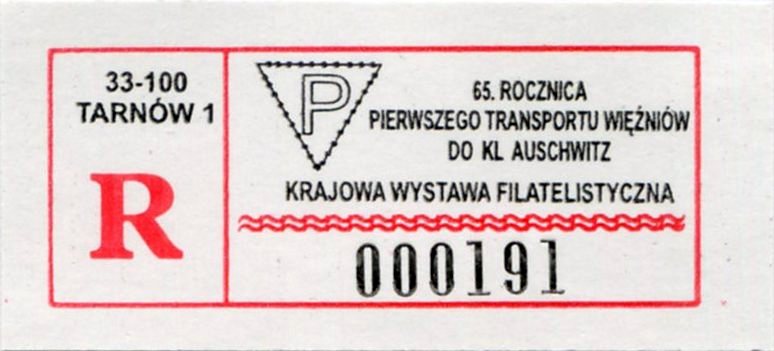 33-100
TARNÓW 1
R
P
65. ROCZNICA
PIERWSZEGO TRANSPORTU WIĘŹNIÓW
DO KL AUSCHWITZ
KRAJOWA WYSTAWA FILATELISTYCZNA
000191